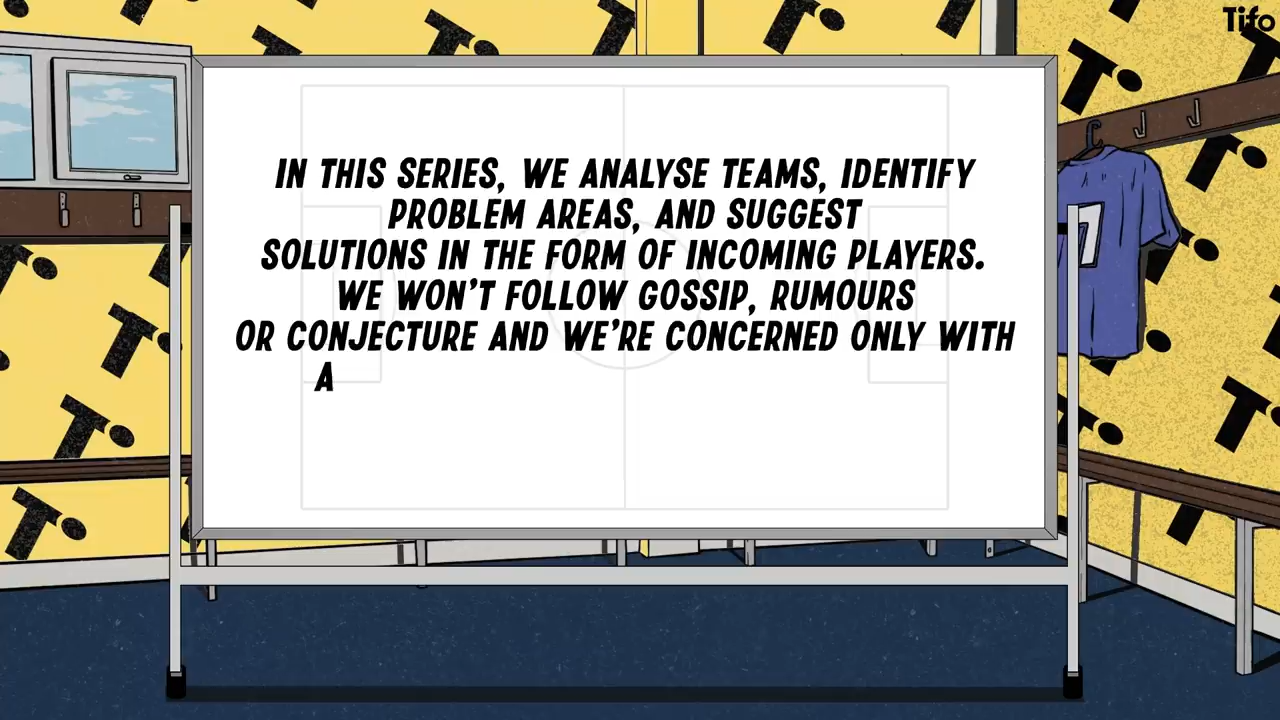 Tifo
IN THIS SERIES, WE ANALYSE TEAMS, IDENTIFY
PROBLEM AREAS, AND SUGGEST
SOLUTIONS IN THE FORM OF INCOMING PLAYERS.
WE WON'T FOLLOW GOSSIP, RUMOURS
OR CONJECTURE AND WE'RE CONCERNED ONLY WITH
A
7